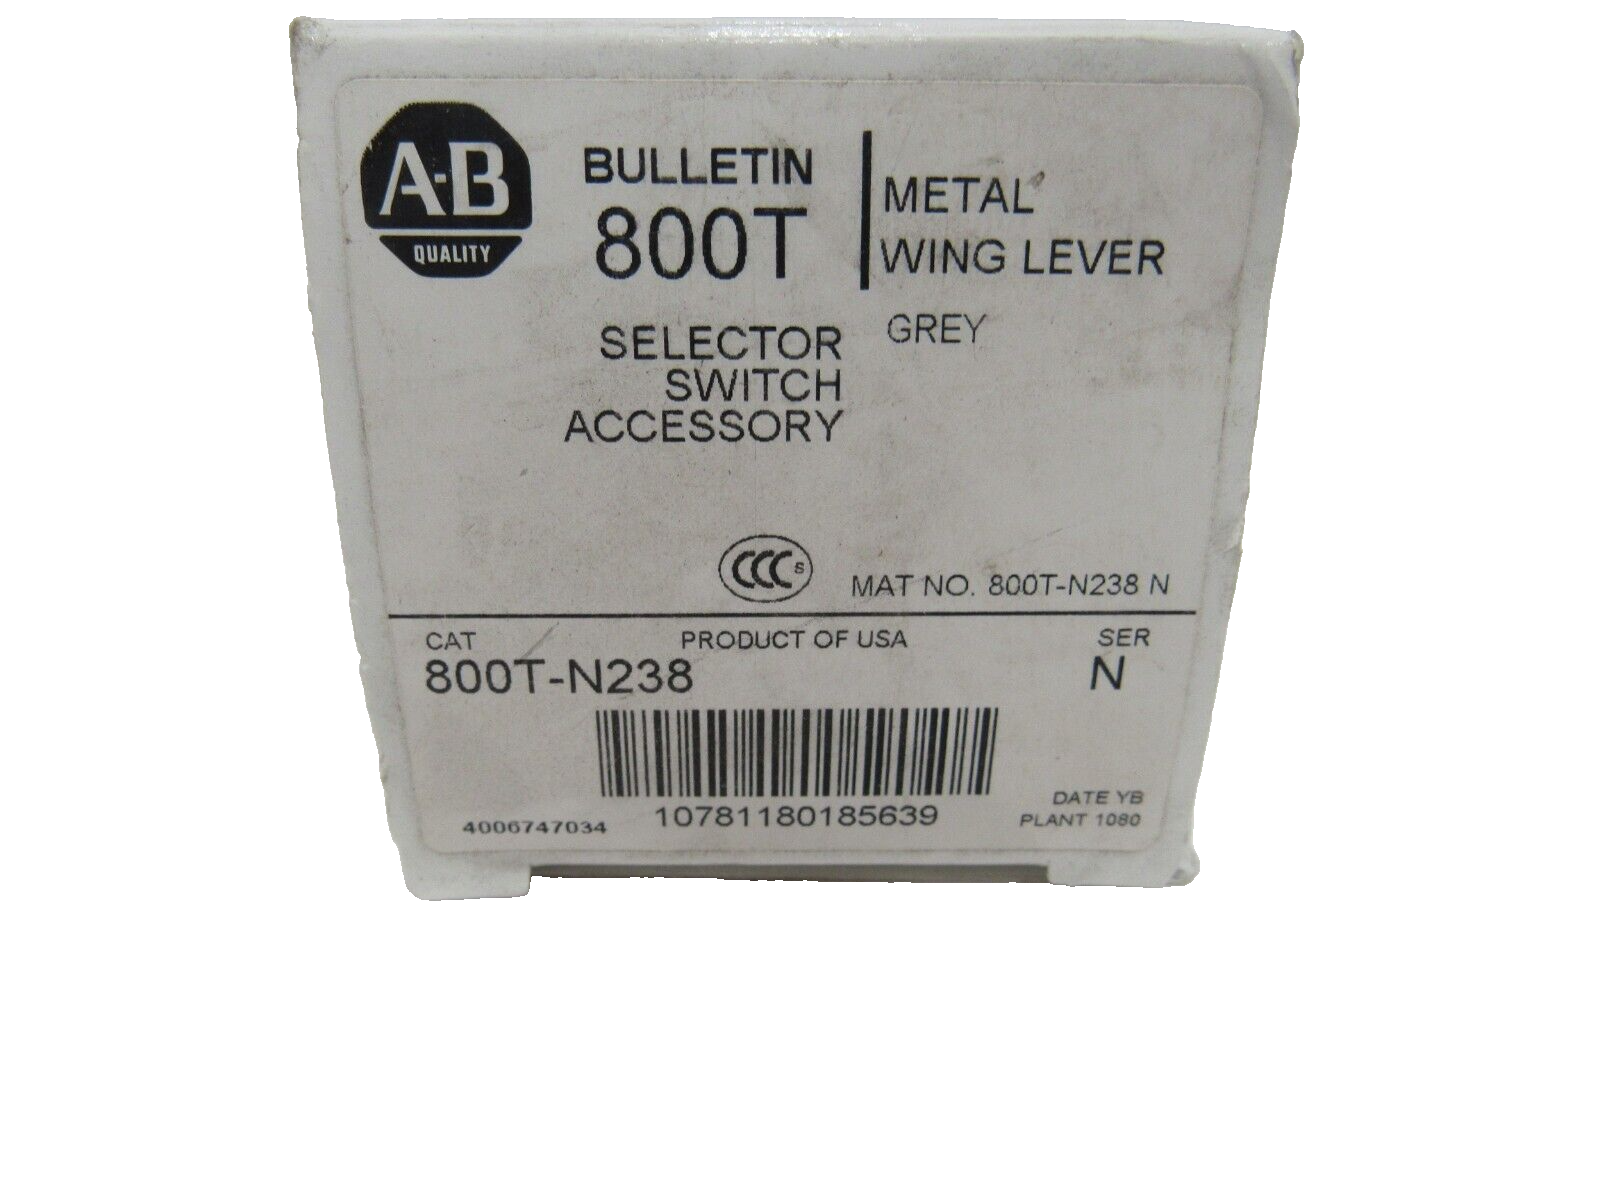 A-B
QUALITY
BULLETIN
800T
METAL
WING LEVER
GREY
SELECTOR
SWITCH
ACCESSORY
CCC S
MAT NO. 800T-N238 N
CAT
PRODUCT OF USA
SER
800T-N238
N
10781180185639
4006747034
DATE YB
PLANT 1080